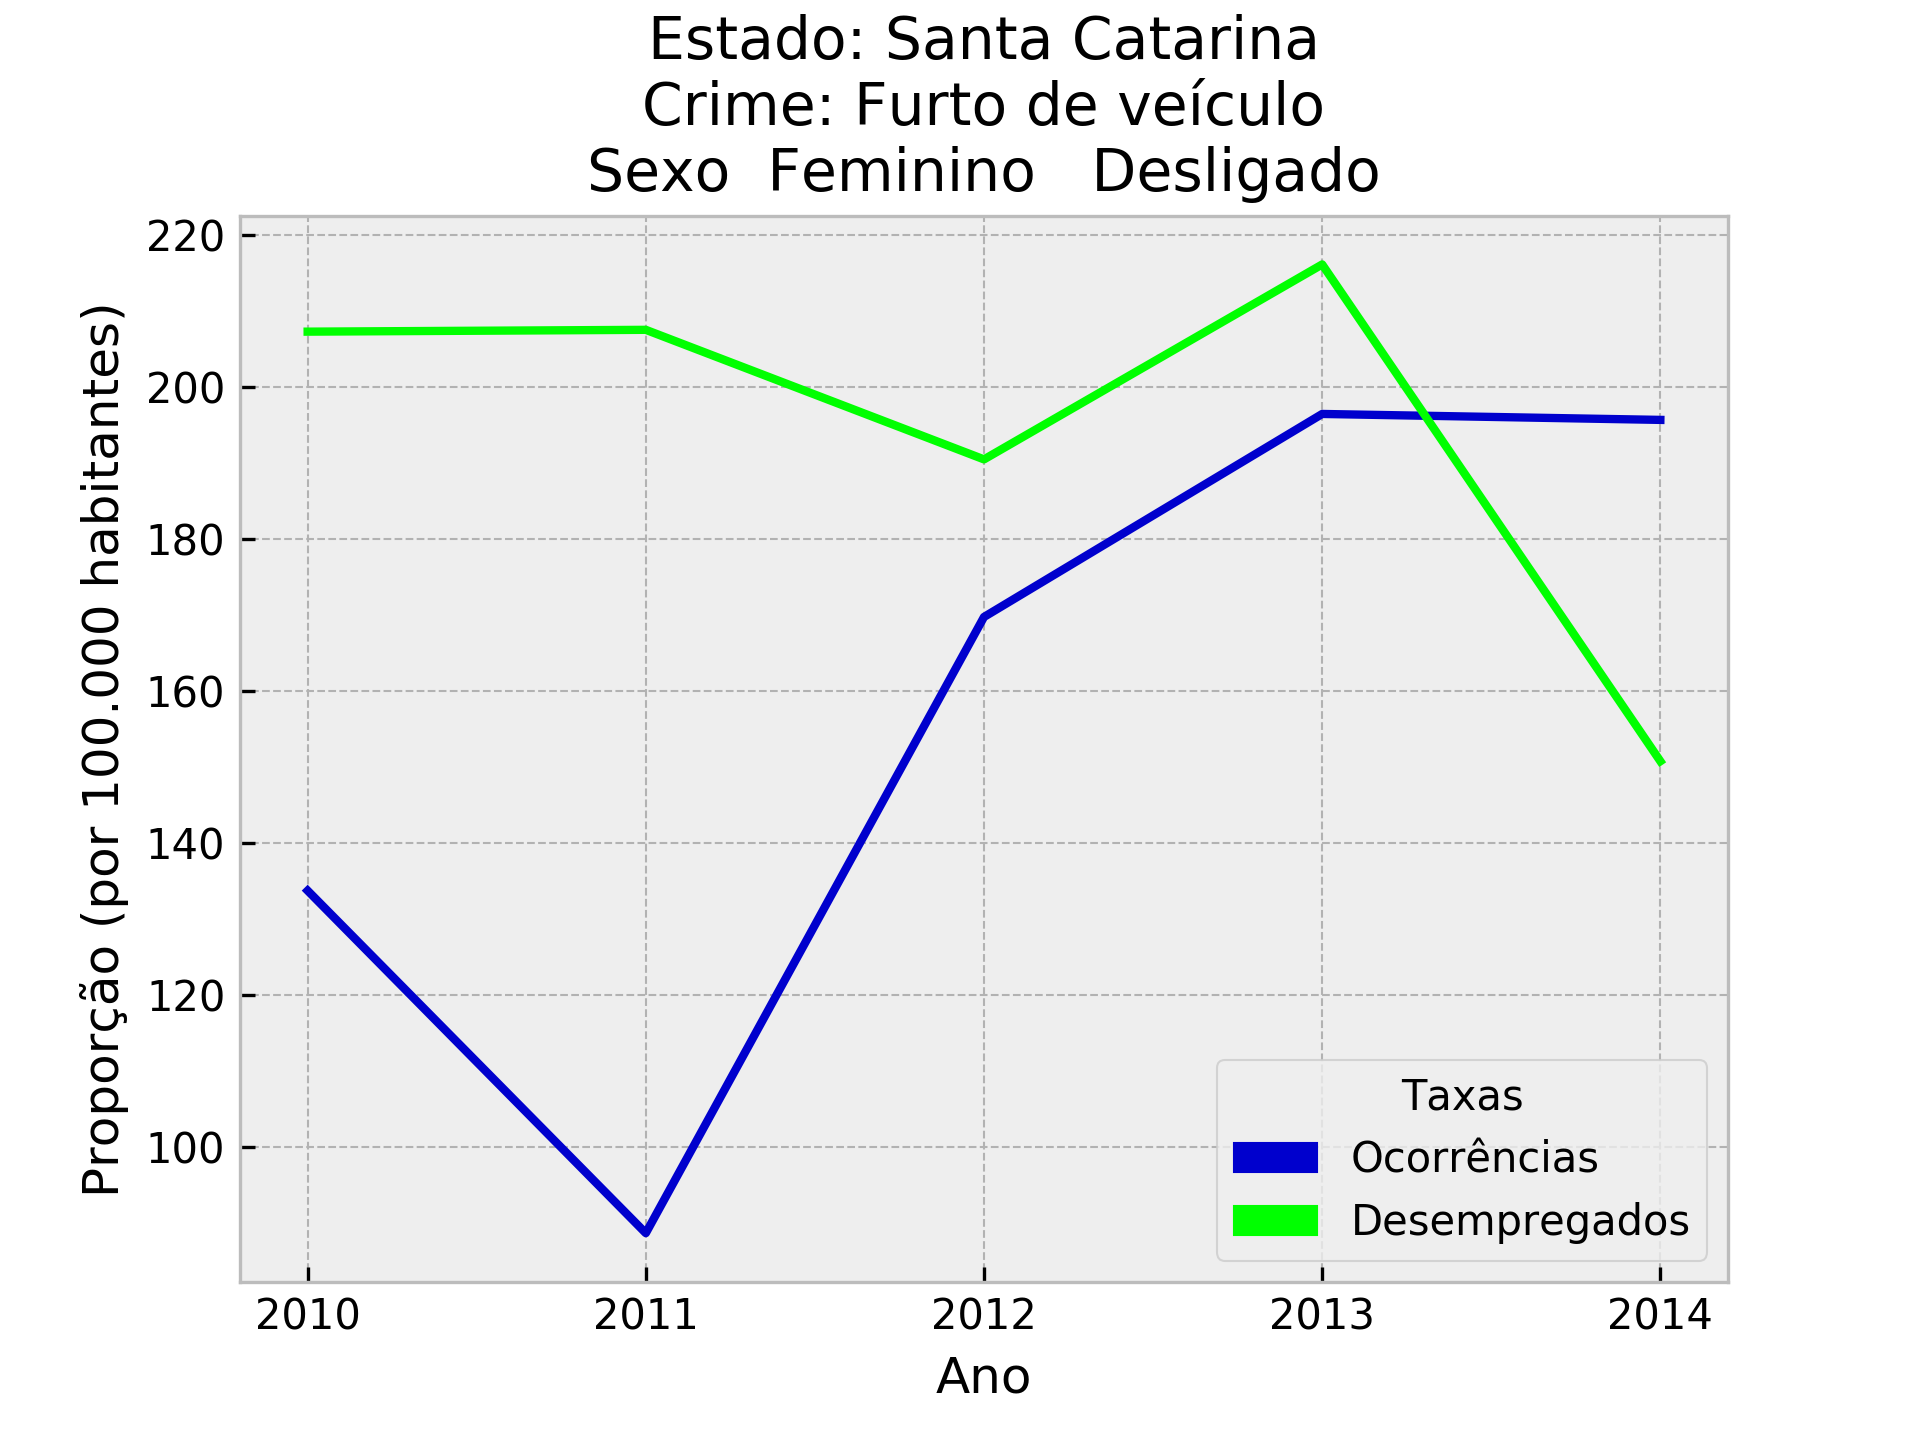 Estado: Santa Catarina
Crime: Furto de veículo
Sexo  Feminino   Desligado
Proporção (por 100.000 habitantes)
220
200
180
160
140
120
100
Taxas
Ocorrências
Desempregados
2010 2011 2012 2013 2014
Ano